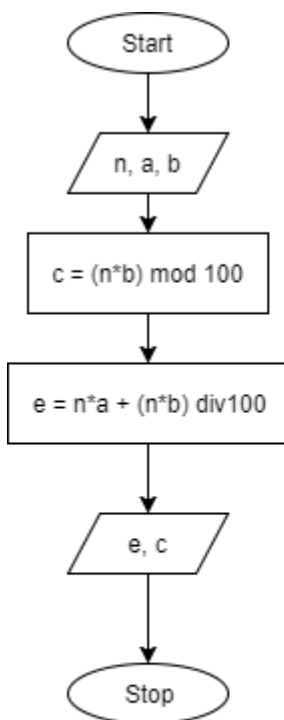 Start
n, a, b
c = (n*b) mod 100
e = n*a + (n*b) div100
e, c
Stop